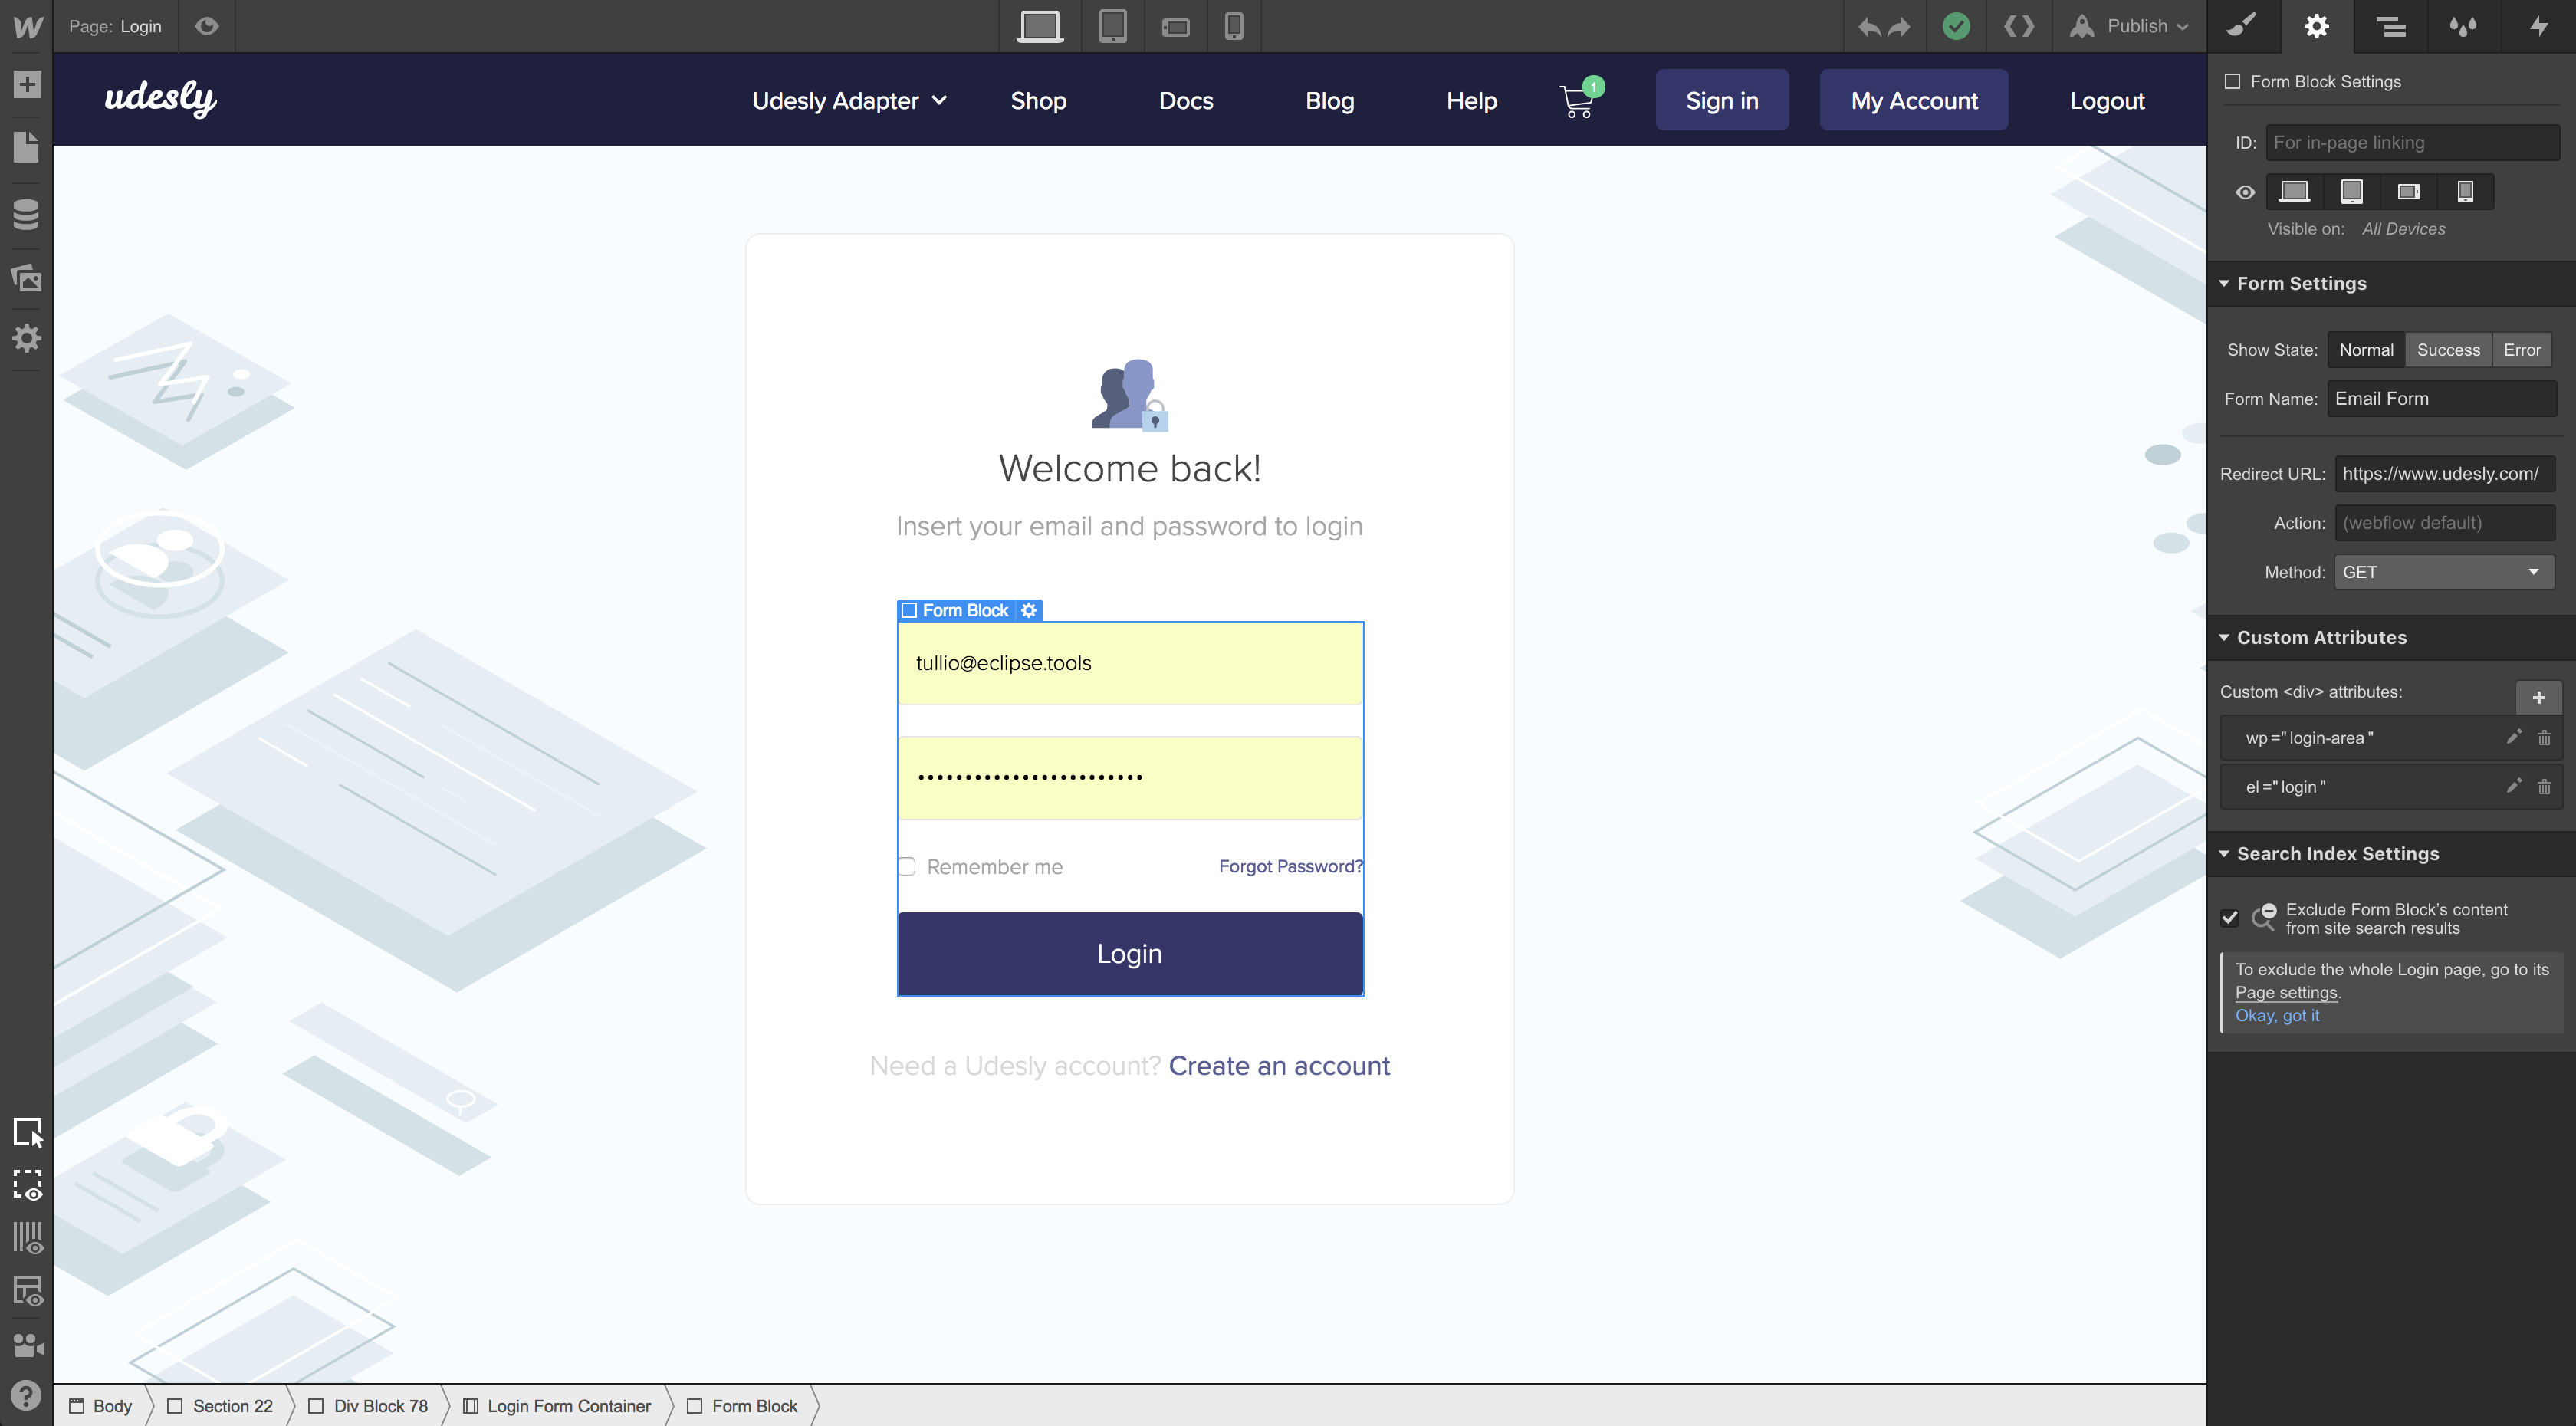 Page: Login
Publish
udesly
Udesly Adapter
Shop
Docs
Blog
Help
1
Sign in
My Account
Logout
Welcome back!
Insert your email and password to login
Form Block
tullio@eclipse.tools
Remember me
Forgot Password?
Login
Need a Udesly account? Create an account
Body
Section 22
Div Block 78
Login Form Container
Form Block
Form Block Settings
ID: For in-page linking
Visible on: All Devices
Form Settings
Show State: Normal Success Error
Form Name: Email Form
Redirect URL: https://www.udesly.com/
Action: (webflow default)
Method: GET
Custom Attributes
Custom <div> attributes:
wp="login-area"
el="login"
Search Index Settings
Exclude Form Block's content
from site search results
To exclude the whole Login page, go to its
Page settings.
Okay, got it